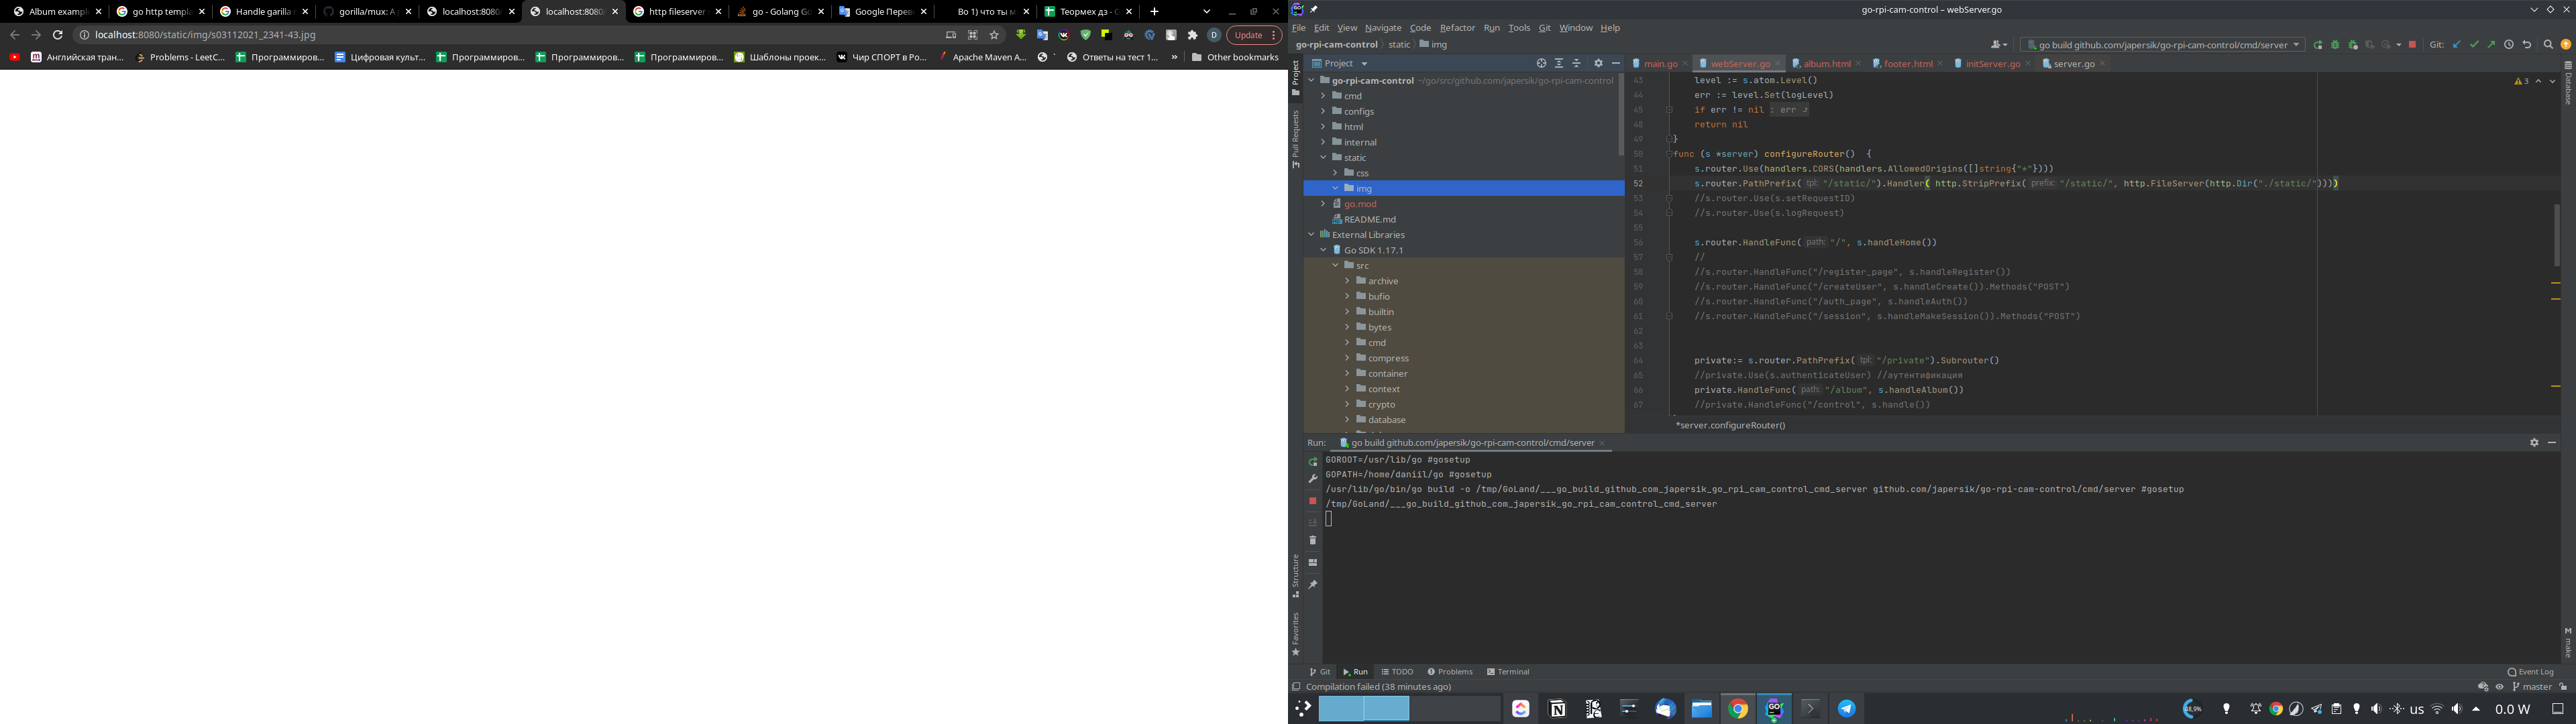 Album exampl
go http templa
Handle garilla r
gorilla/mux: A p
localhost:8080/
localhost:8080/
http fileserver
go - Golang Go
Google Перев
Во 1) что ты м
Теормех дз - G
localhost:8080/static/img/s03112021_2341-43.jpg
D
Update
Английская тран...
Problems - LeetC...
Программиров...
Цифровая культ...
Программиров...
Программиров...
Программиров...
Шаблоны проек...
Чир СПОРТ в Ро...
Apache Maven A...
Ответы на тест 1...
»
Other bookmarks
go-rpi-cam-control – webServer.go
File Edit View Navigate Code Refactor Run Tools Git Window Help
go-rpi-cam-control static img
go build github.com/japersik/go-rpi-cam-control/cmd/server
Git:
Project
main.go
webServer.go
album.html
footer.html
initServer.go
server.go
Project
Pull Requests
Structure
Favorites
Database
make
go-rpi-cam-control ~/go/src/github.com/japersik/go-rpi-cam-control
cmd
configs
html
internal
static
css
img
go.mod
README.md
External Libraries
Go SDK 1.17.1
src
archive
bufio
builtin
bytes
cmd
compress
container
context
crypto
database
3
43 level := s.atom.Level()
44 err := level.Set(logLevel)
45 if err != nil : err
48 return nil
49 }
50 func (s *server) configureRouter() {
51 s.router.Use(handlers.CORS(handlers.AllowedOrigins([]string{"*"})))
52 s.router.PathPrefix( tpl: "/static/").Handler( http.StripPrefix( prefix: "/static/", http.FileServer(http.Dir("./static/"))))
53 //s.router.Use(s.setRequestID)
54 //s.router.Use(s.logRequest)
55
56 s.router.HandleFunc( path: "/", s.handleHome())
57 //
58 //s.router.HandleFunc("/register_page", s.handleRegister())
59 //s.router.HandleFunc("/createUser", s.handleCreate()).Methods("POST")
60 //s.router.HandleFunc("/auth_page", s.handleAuth())
61 //s.router.HandleFunc("/session", s.handleMakeSession()).Methods("POST")
62
63
64 private:= s.router.PathPrefix( tpl: "/private").Subrouter()
65 //private.Use(s.authenticateUser) //аутентификация
66 private.HandleFunc( path: "/album", s.handleAlbum())
67 //private.HandleFunc("/control", s.handle())
*server.configureRouter()
Run: go build github.com/japersik/go-rpi-cam-control/cmd/server
GOROOT=/usr/lib/go #gosetup
GOPATH=/home/daniil/go #gosetup
/usr/lib/go/bin/go build -o /tmp/GoLand/___go_build_github_com_japersik_go_rpi_cam_control_cmd_server github.com/japersik/go-rpi-cam-control/cmd/server #gosetup
/tmp/GoLand/___go_build_github_com_japersik_go_rpi_cam_control_cmd_server
Git Run TODO Problems Terminal
Event Log
Compilation failed (38 minutes ago)
master
us
0.0 W